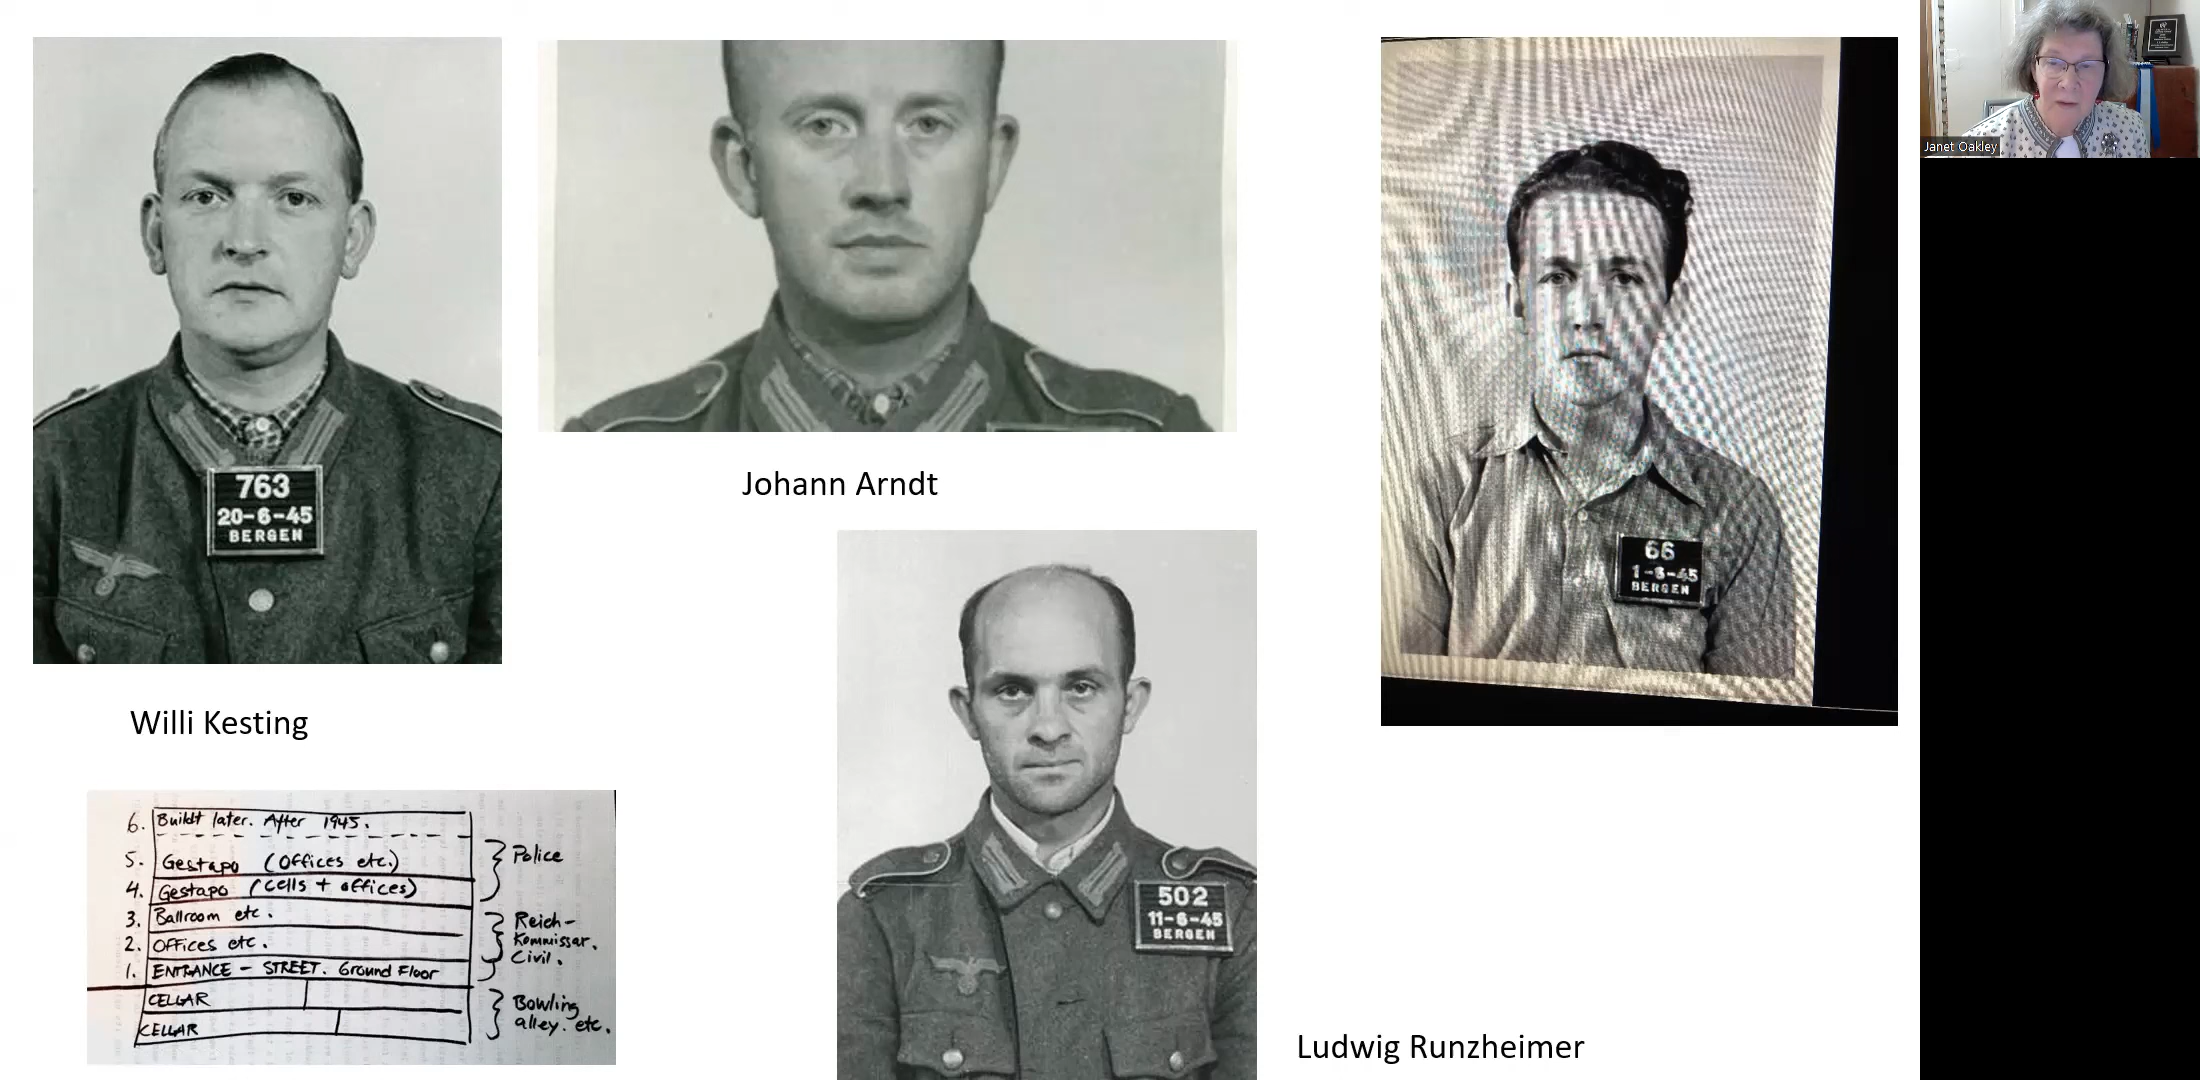 763
20-6-45
BERGEN
Willi Kesting
Johann Arndt
66
1-6-45
BERGEN
502
11-6-45
BERGEN
Ludwig Runzheimer
Janet Oakley
6. Buildt later. After 1945.
5. Gestapo (Offices etc.)
4. Gestapo (cells + offices)
Police
3. Ballroom etc.
2. Offices etc.
1. ENTRANCE - STREET. Ground Floor
Reich-
Kommissar.
Civil.
CELLAR
CELLAR
Bowling
alley. etc.